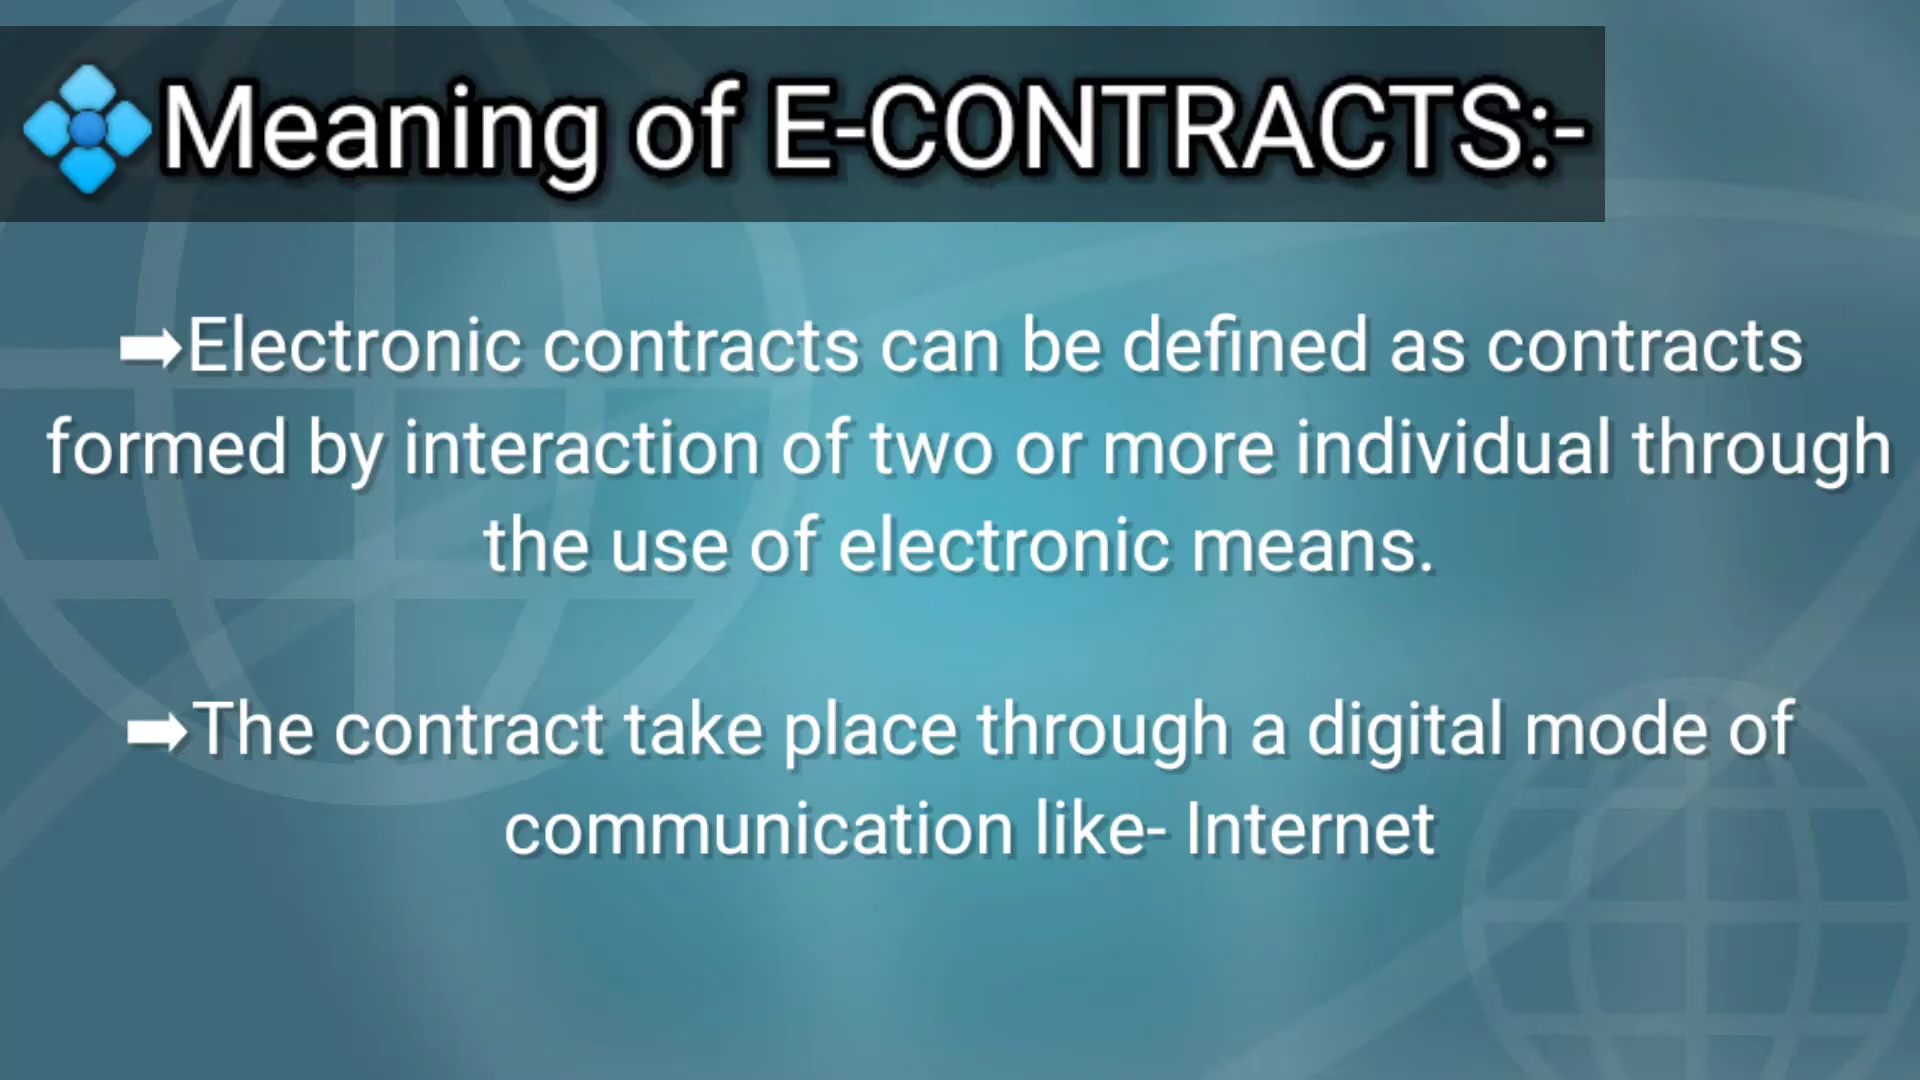 💠Meaning of E-CONTRACTS:-
➡Electronic contracts can be defined as contracts
formed by interaction of two or more individual through
the use of electronic means.
➡The contract take place through a digital mode of
communication like- Internet